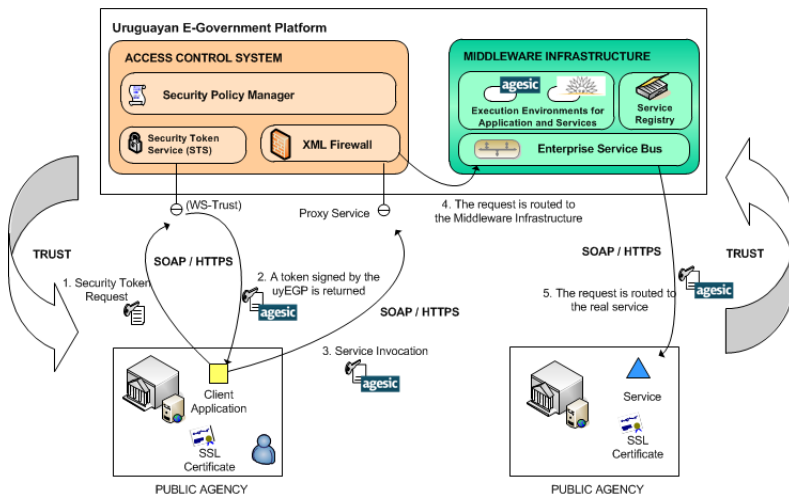 Uruguayan E-Government Platform
ACCESS CONTROL SYSTEM
Security Policy Manager
Security Token
Service (STS)
XML Firewall
MIDDLEWARE INFRASTRUCTURE
agesic
Execution Environments for
Application and Services
Service
Registry
Enterprise Service Bus
(WS-Trust)
Proxy Service
4. The request is routed to
the Middleware Infrastructure
TRUST
SOAP / HTTPS
SOAP / HTTPS
TRUST
1. Security Token
Request
2. A token signed by the
uyEGP is returned
agesic
agesic
5. The request is routed to
the real service
SOAP / HTTPS
3. Service Invocation
agesic
Client
Application
SSL
Certificate
PUBLIC AGENCY
Service
SSL
Certificate
PUBLIC AGENCY